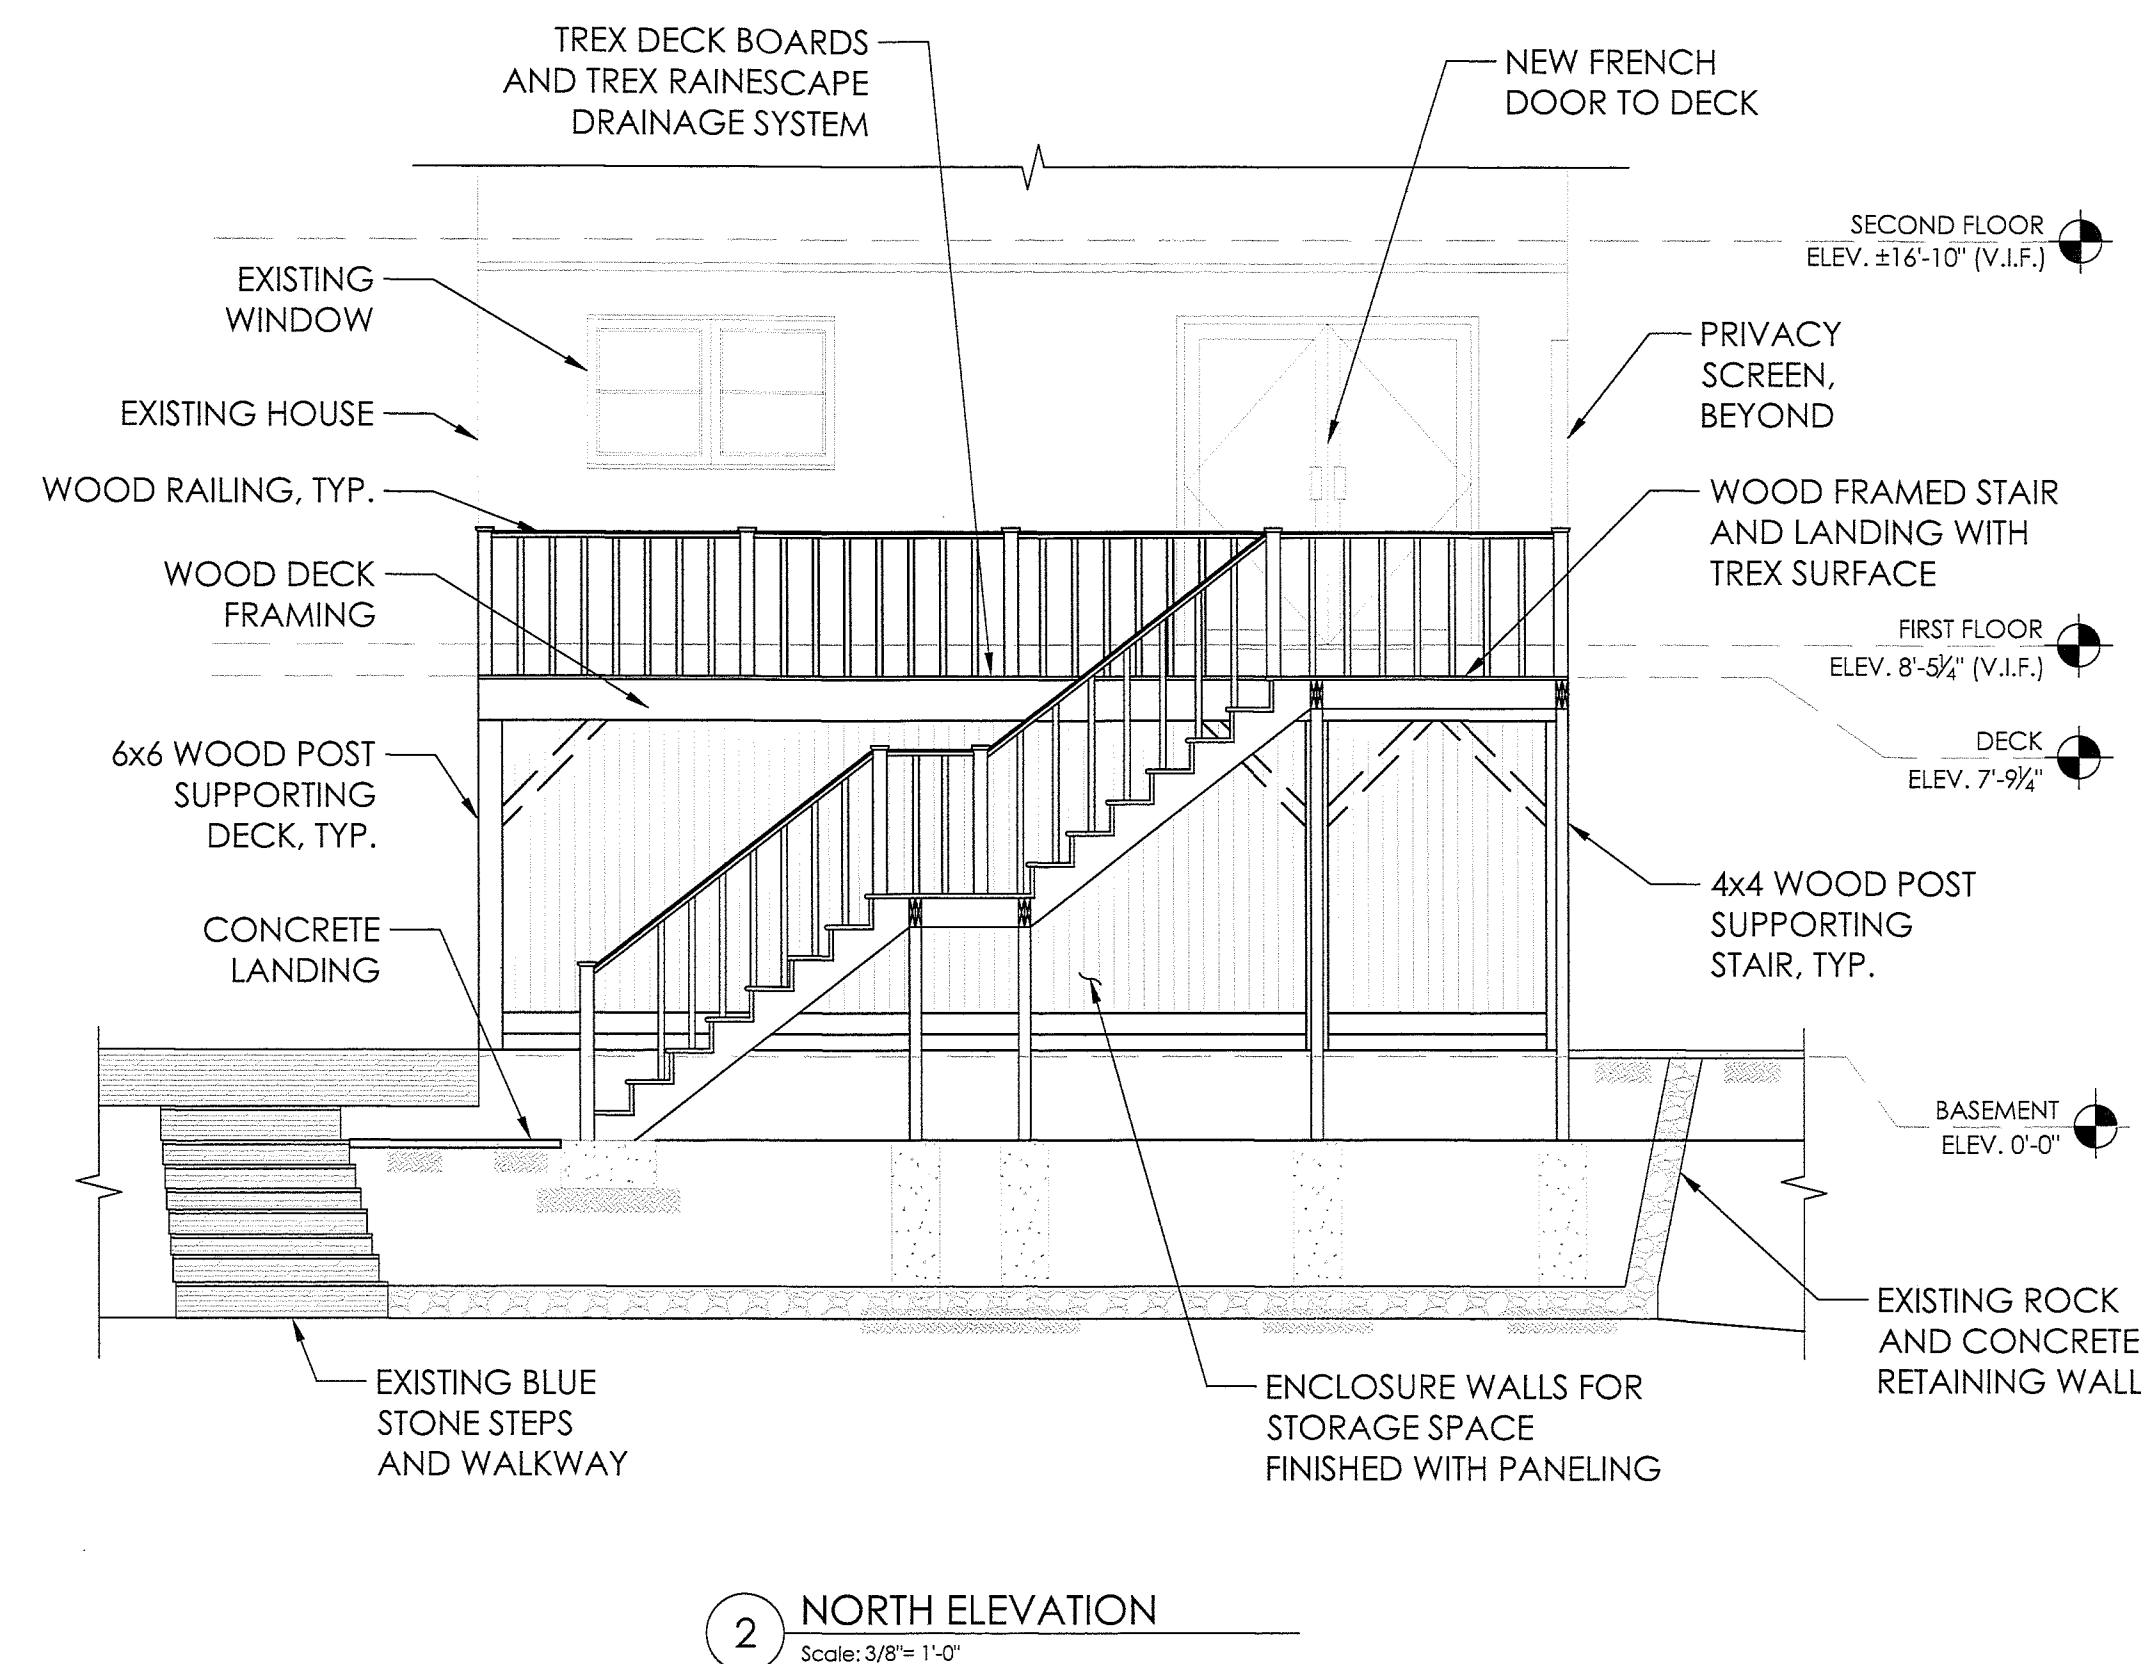 TREX DECK BOARDS
AND TREX RAINESCAPE
DRAINAGE SYSTEM
NEW FRENCH
DOOR TO DECK
SECOND FLOOR
ELEV. ±16'-10" (V.I.F.)
EXISTING
WINDOW
PRIVACY
SCREEN,
BEYOND
EXISTING HOUSE
WOOD RAILING, TYP.
WOOD FRAMED STAIR
AND LANDING WITH
TREX SURFACE
WOOD DECK
FRAMING
FIRST FLOOR
ELEV. 8'-5¼" (V.I.F.)
6x6 WOOD POST
SUPPORTING
DECK, TYP.
DECK
ELEV. 7'-9¼"
4x4 WOOD POST
SUPPORTING
STAIR, TYP.
CONCRETE
LANDING
BASEMENT
ELEV. 0'-0"
EXISTING ROCK
AND CONCRETE
RETAINING WALL
EXISTING BLUE
STONE STEPS
AND WALKWAY
ENCLOSURE WALLS FOR
STORAGE SPACE
FINISHED WITH PANELING
2
NORTH ELEVATION
Scale: 3/8"= 1'-0"